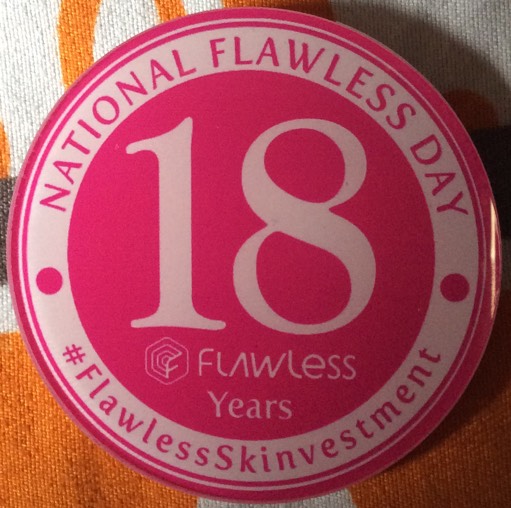 NATIONAL FLAWLESS DAY
18
FLAWLESS
Years
#FlawlessSkinvestment